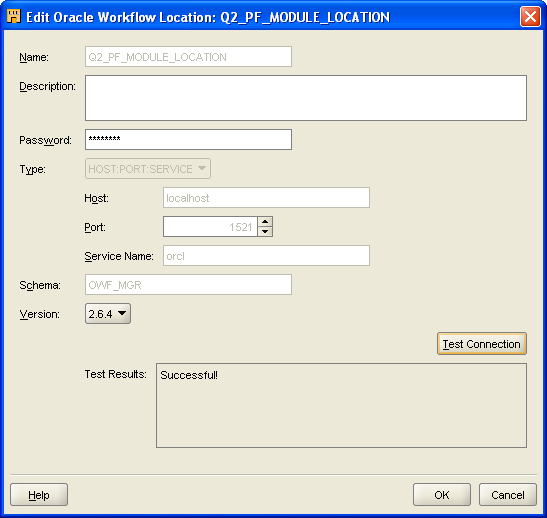 Edit Oracle Workflow Location: Q2_PF_MODULE_LOCATION
Name: Q2_PF_MODULE_LOCATION
Description:
Password: ********
Type: HOST:PORT:SERVICE
Host: localhost
Port: 1521
Service Name: orcl
Schema: OWF_MGR
Version: 2.6.4
Test Connection
Test Results: Successful!
Help OK Cancel